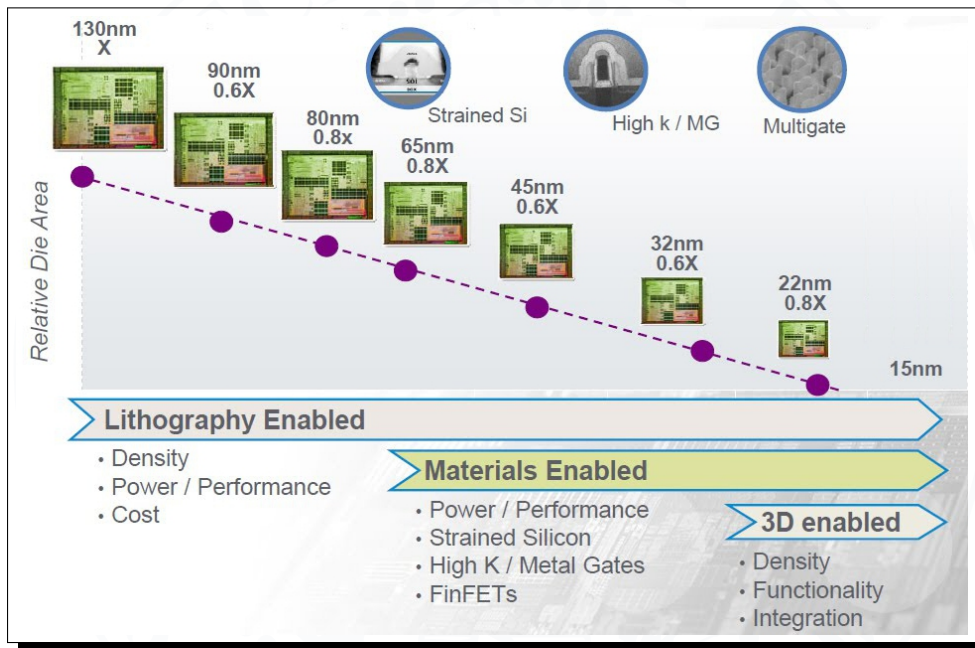 130nm
X
90nm
0.6X
80nm
0.8x
65nm
0.8X
45nm
0.6X
32nm
0.6X
22nm
0.8X
15nm
Strained Si
High k / MG
Multigate
SOI
Relative Die Area
Lithography Enabled
• Density
• Power / Performance
• Cost
Materials Enabled
• Power / Performance
• Strained Silicon
• High K / Metal Gates
• FinFETs
3D enabled
• Density
• Functionality
• Integration